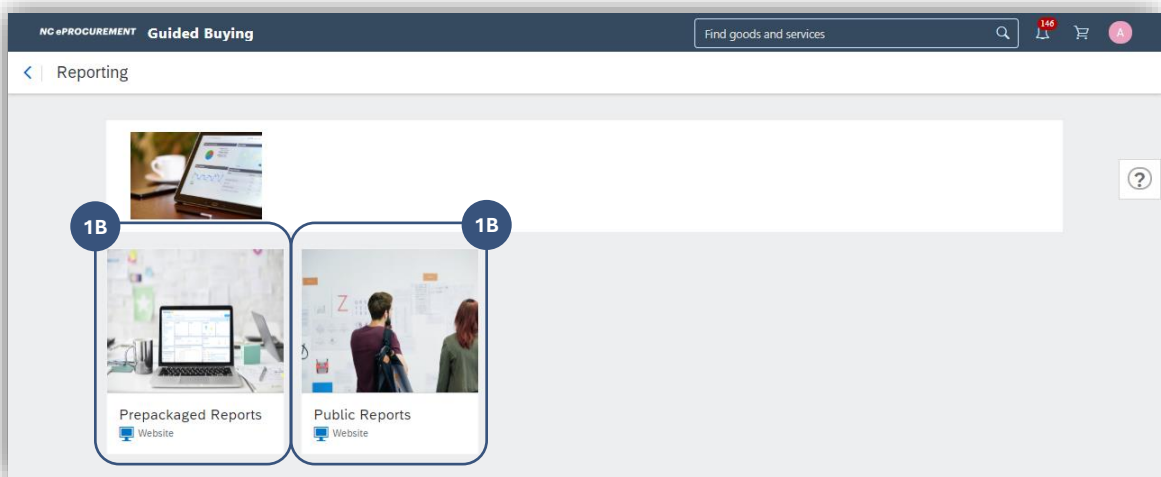 NC ePROCUREMENT Guided Buying
Find goods and services
146
A
Reporting
?
1B
1B
Z
Prepackaged Reports
Public Reports
Website
Website